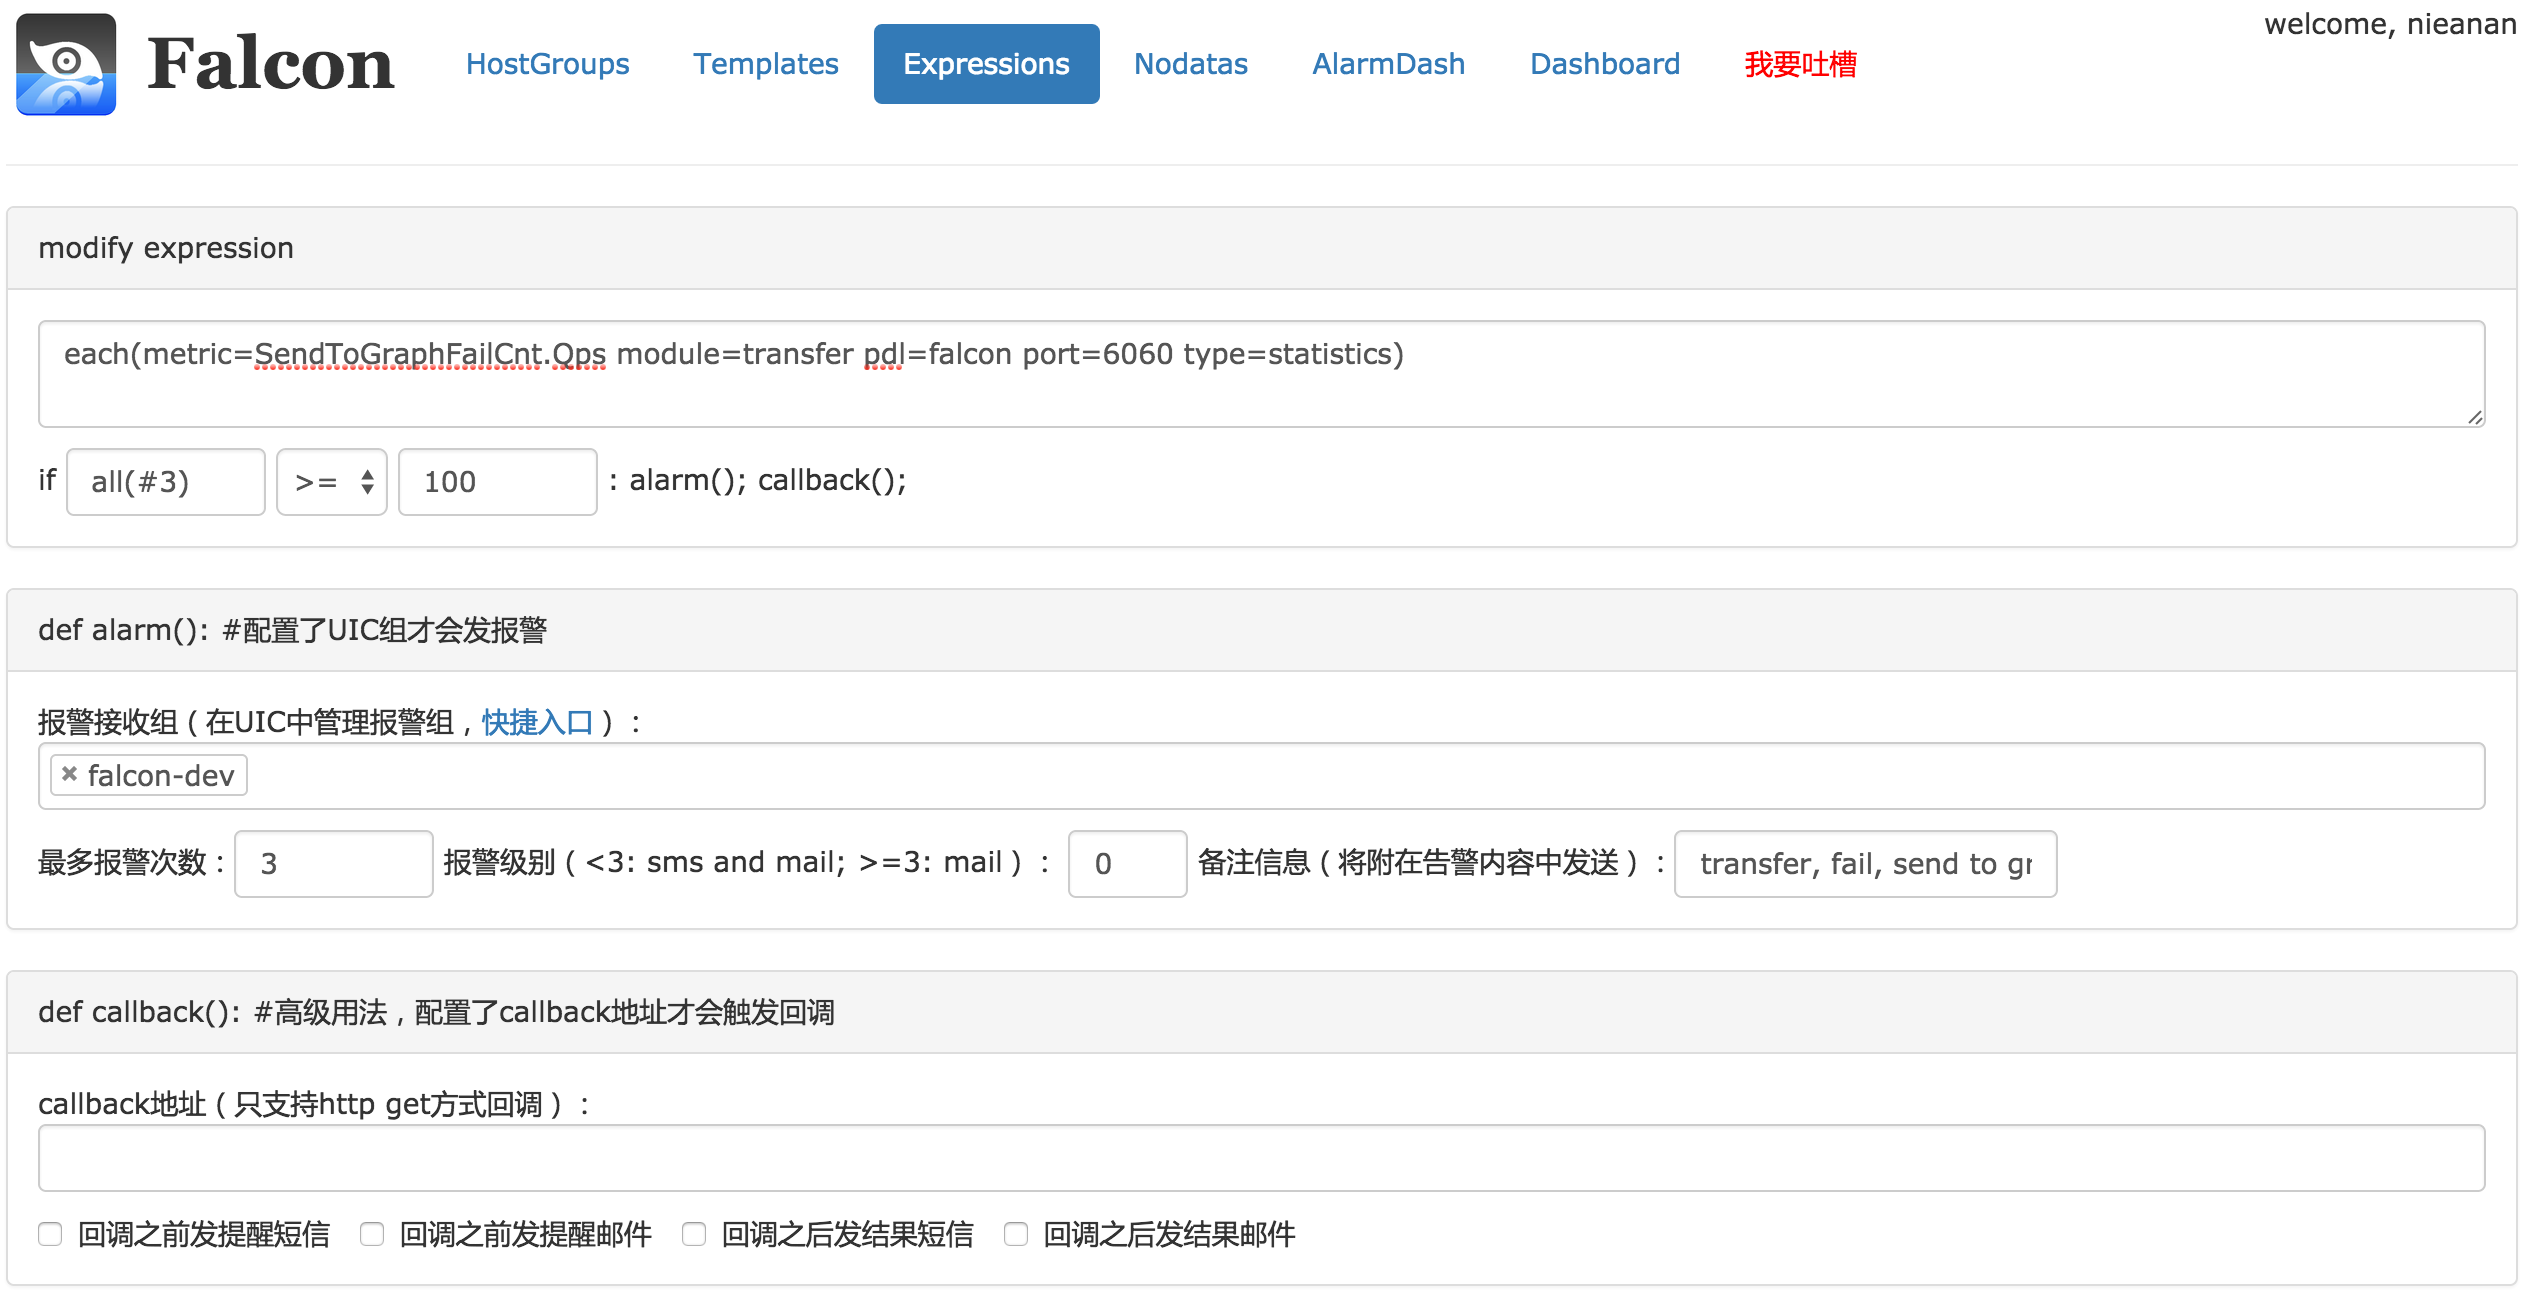 welcome, nieanan
Falcon HostGroups Templates Expressions Nodatas AlarmDash Dashboard 我要吐槽
modify expression
each(metric=SendToGraphFailCnt.Qps module=transfer pdl=falcon port=6060 type=statistics)
if all(#3) >= 100 : alarm(); callback();
def alarm(): #配置了UIC组才会发报警
报警接收组（在UIC中管理报警组，快捷入口）：
× falcon-dev
最多报警次数：3 报警级别（<3: sms and mail; >=3: mail）： 0 备注信息（将附在告警内容中发送）：transfer, fail, send to gr
def callback(): #高级用法，配置了callback地址才会触发回调
callback地址（只支持http get方式回调）：
回调之前发提醒短信 回调之前发提醒邮件 回调之后发结果短信 回调之后发结果邮件